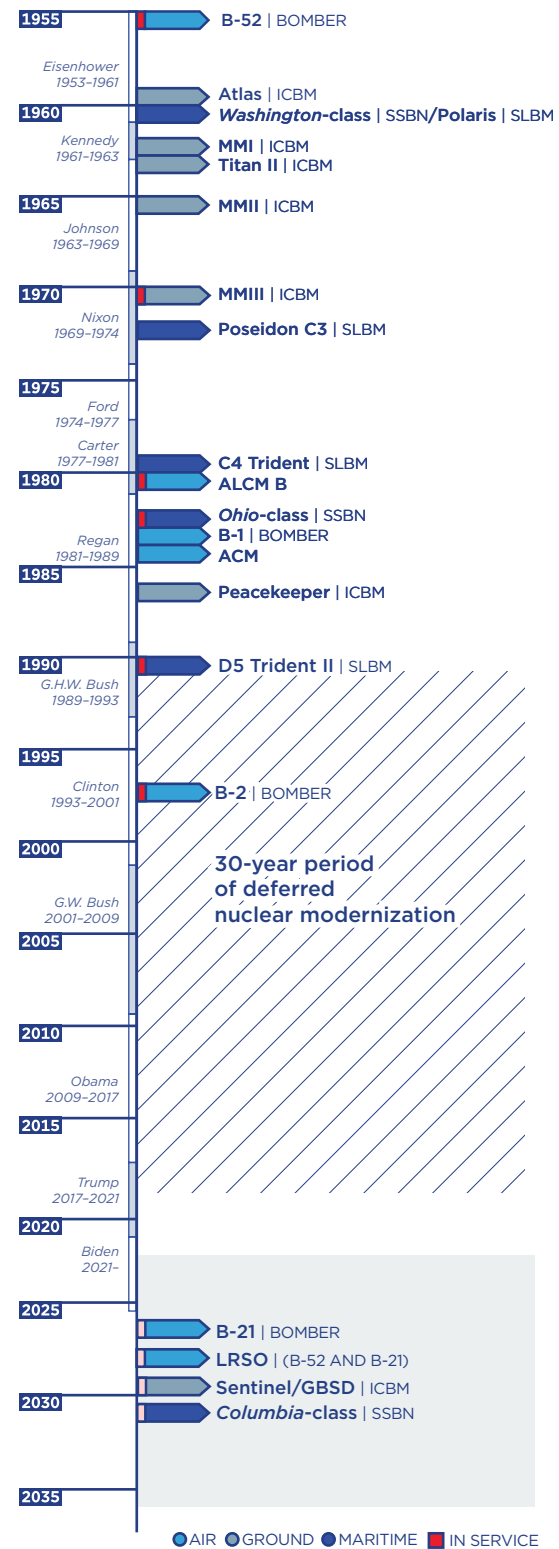 1955
B-52 | BOMBER
Eisenhower
1953–1961
Atlas | ICBM
1960
Washington-class | SSBN/Polaris | SLBM
Kennedy
1961–1963
MMI | ICBM
Titan II | ICBM
1965
MMII | ICBM
Johnson
1963–1969
1970
MMIII | ICBM
Nixon
1969–1974
Poseidon C3 | SLBM
1975
Ford
1974–1977
Carter
1977–1981
C4 Trident | SLBM
1980
ALCM B
Ohio-class | SSBN
B-1 | BOMBER
Regan
1981–1989
ACM
1985
Peacekeeper | ICBM
1990
D5 Trident II | SLBM
G.H.W. Bush
1989–1993
1995
Clinton
1993–2001
B-2 | BOMBER
2000
30-year period
of deferred
nuclear modernization
G.W. Bush
2001–2009
2005
2010
Obama
2009–2017
2015
Trump
2017–2021
2020
Biden
2021–
2025
B-21 | BOMBER
LRSO | (B-52 AND B-21)
Sentinel/GBSD | ICBM
2030
Columbia-class | SSBN
2035
AIR GROUND MARITIME IN SERVICE